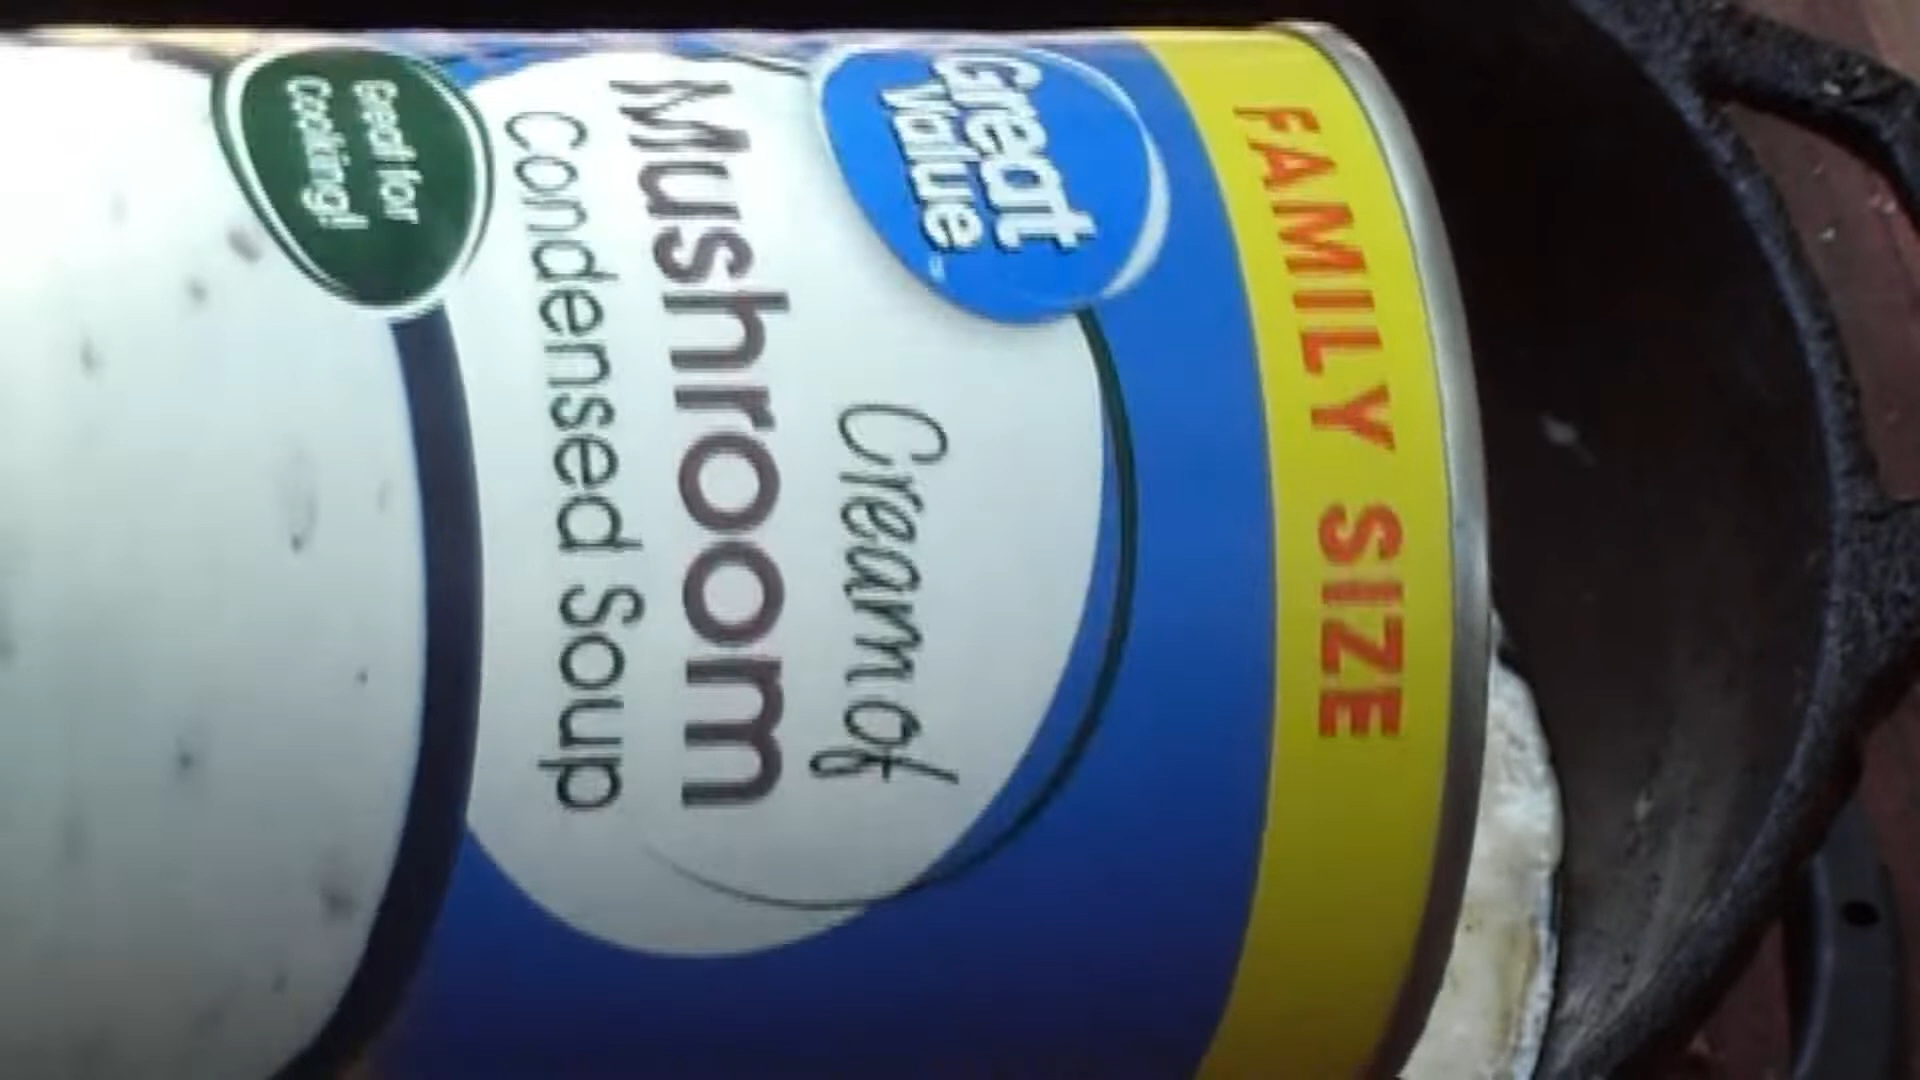 FAMILY SIZE
Great
Value
Cream of
Mushroom
Condensed Soup
Great for
Cooking!